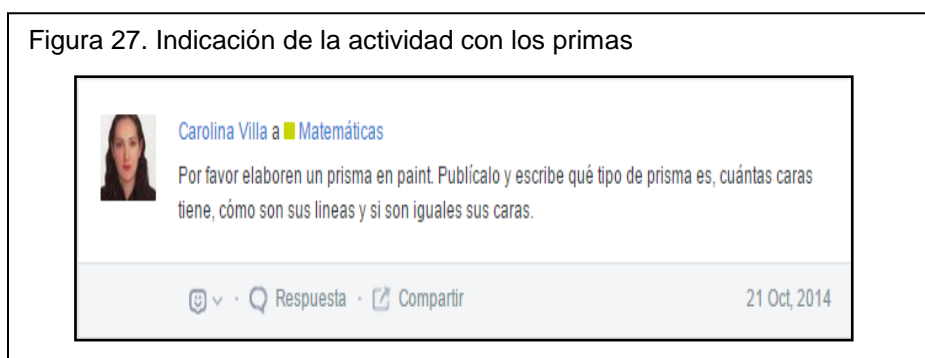 Figura 27. Indicación de la actividad con los primas
Carolina Villa a Matemáticas
Por favor elaboren un prisma en paint. Publícalo y escribe qué tipo de prisma es, cuántas caras
tiene, cómo son sus lineas y si son iguales sus caras.
Respuesta · Compartir 21 Oct, 2014